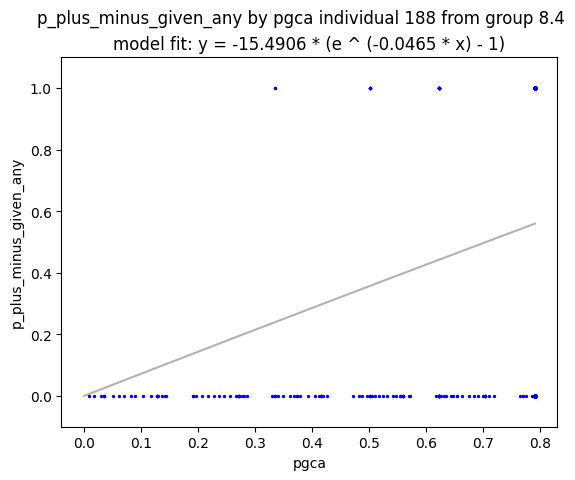 p_plus_minus_given_any by pgca individual 188 from group 8.4
model fit: y = -15.4906 * (e ^ (-0.0465 * x) - 1)
1.0
0.8
0.6
0.4
0.2
0.0
p_plus_minus_given_any
0.0 0.1 0.2 0.3 0.4 0.5 0.6 0.7 0.8
pgca